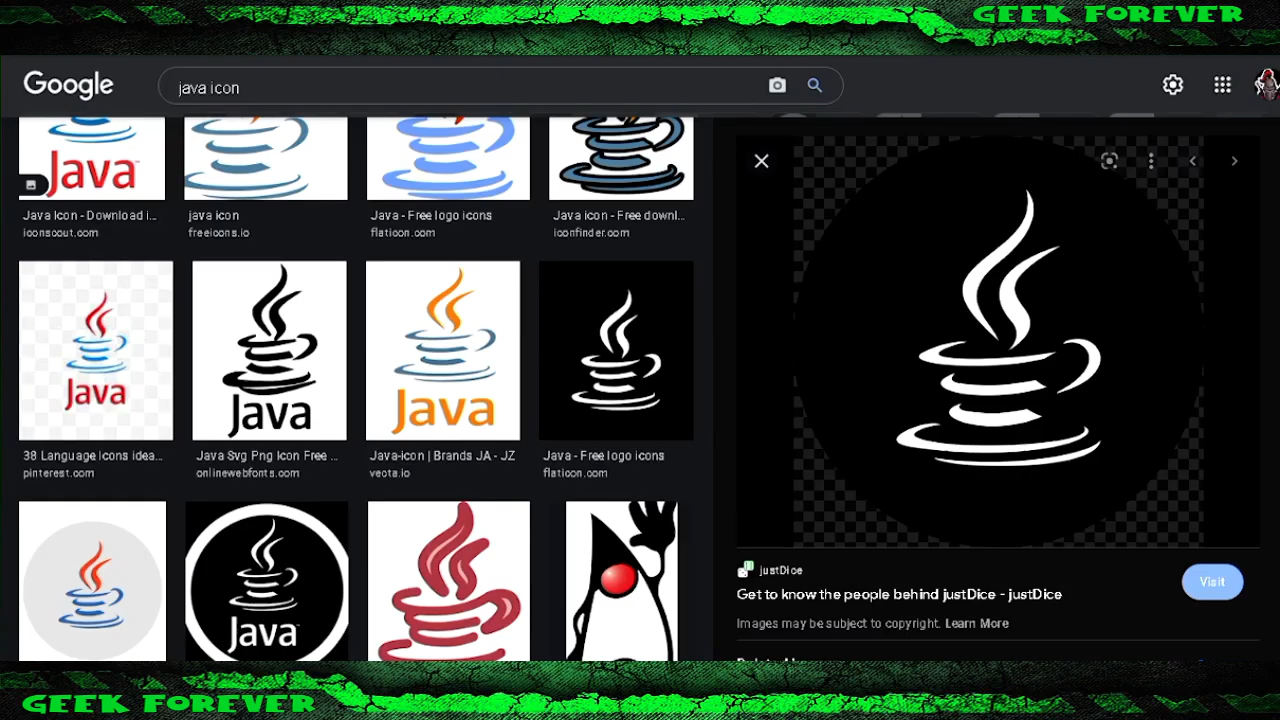 GEEK FOREVER
Google
java icon
Java
Java Icon - Download i...
iconscout.com
java icon
freeicons.io
Java - Free logo icons
flaticon.com
Java icon - Free downl...
iconfinder.com
Java
Java
Java
38 Language Icons idea...
pinterest.com
Java Svg Png Icon Free ...
onlinewebfonts.com
Java-icon | Brands JA - JZ
veota.io
Java - Free logo icons
flaticon.com
Java
justDice
Get to know the people behind justDice - justDice
Visit
Images may be subject to copyright. Learn More
GEEK FOREVER